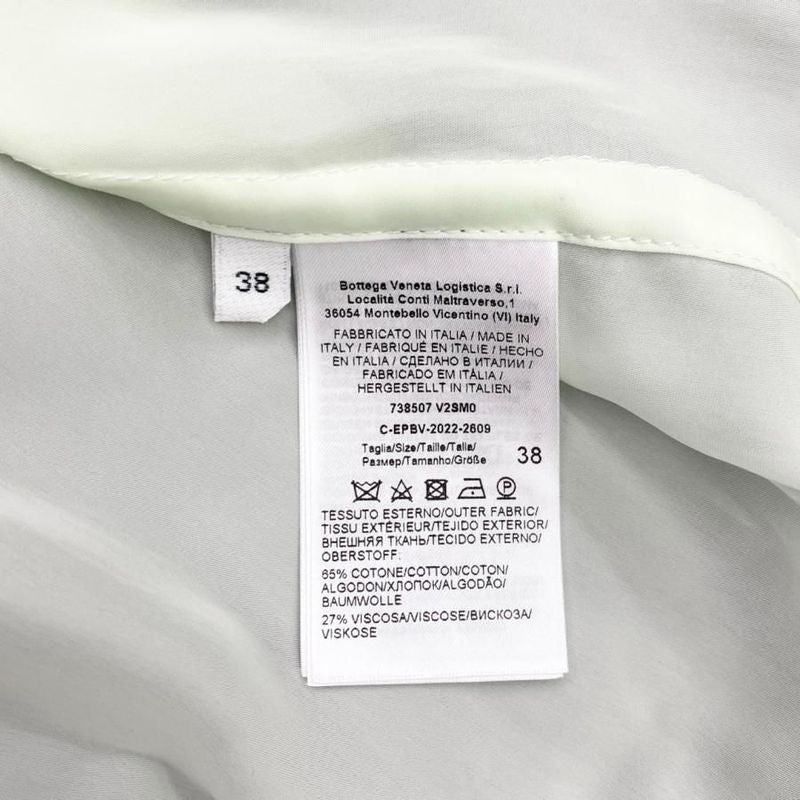 38
Bottega Veneta Logistica S.r.l.
Località Conti Maltraverso,1
36054 Montebello Vicentino (VI) Italy
FABBRICATO IN ITALIA / MADE IN
ITALY / FABRIQUÉ EN ITALIE / HECHO
EN ITALIA / СДЕЛАНО В ИТАЛИИ /
FABRICADO EM ITÁLIA /
HERGESTELLT IN ITALIEN
738507 V2SM0
C-EPBV-2022-2609
Taglia/Size/Taille/Talla/
Размер/Tamanho/Größe 38
TESSUTO ESTERNO/OUTER FABRIC/
TISSU EXTÉRIEUR/TEJIDO EXTERIOR/
ВНЕШНЯЯ ТКАНЬ/TECIDO EXTERNO/
OBERSTOFF:
65% COTONE/COTTON/COTON/
ALGODON/ХЛОПОК/ALGODÃO/
BAUMWOLLE
27% VISCOSA/VISCOSE/ВИСКОЗА/
VISKOSE